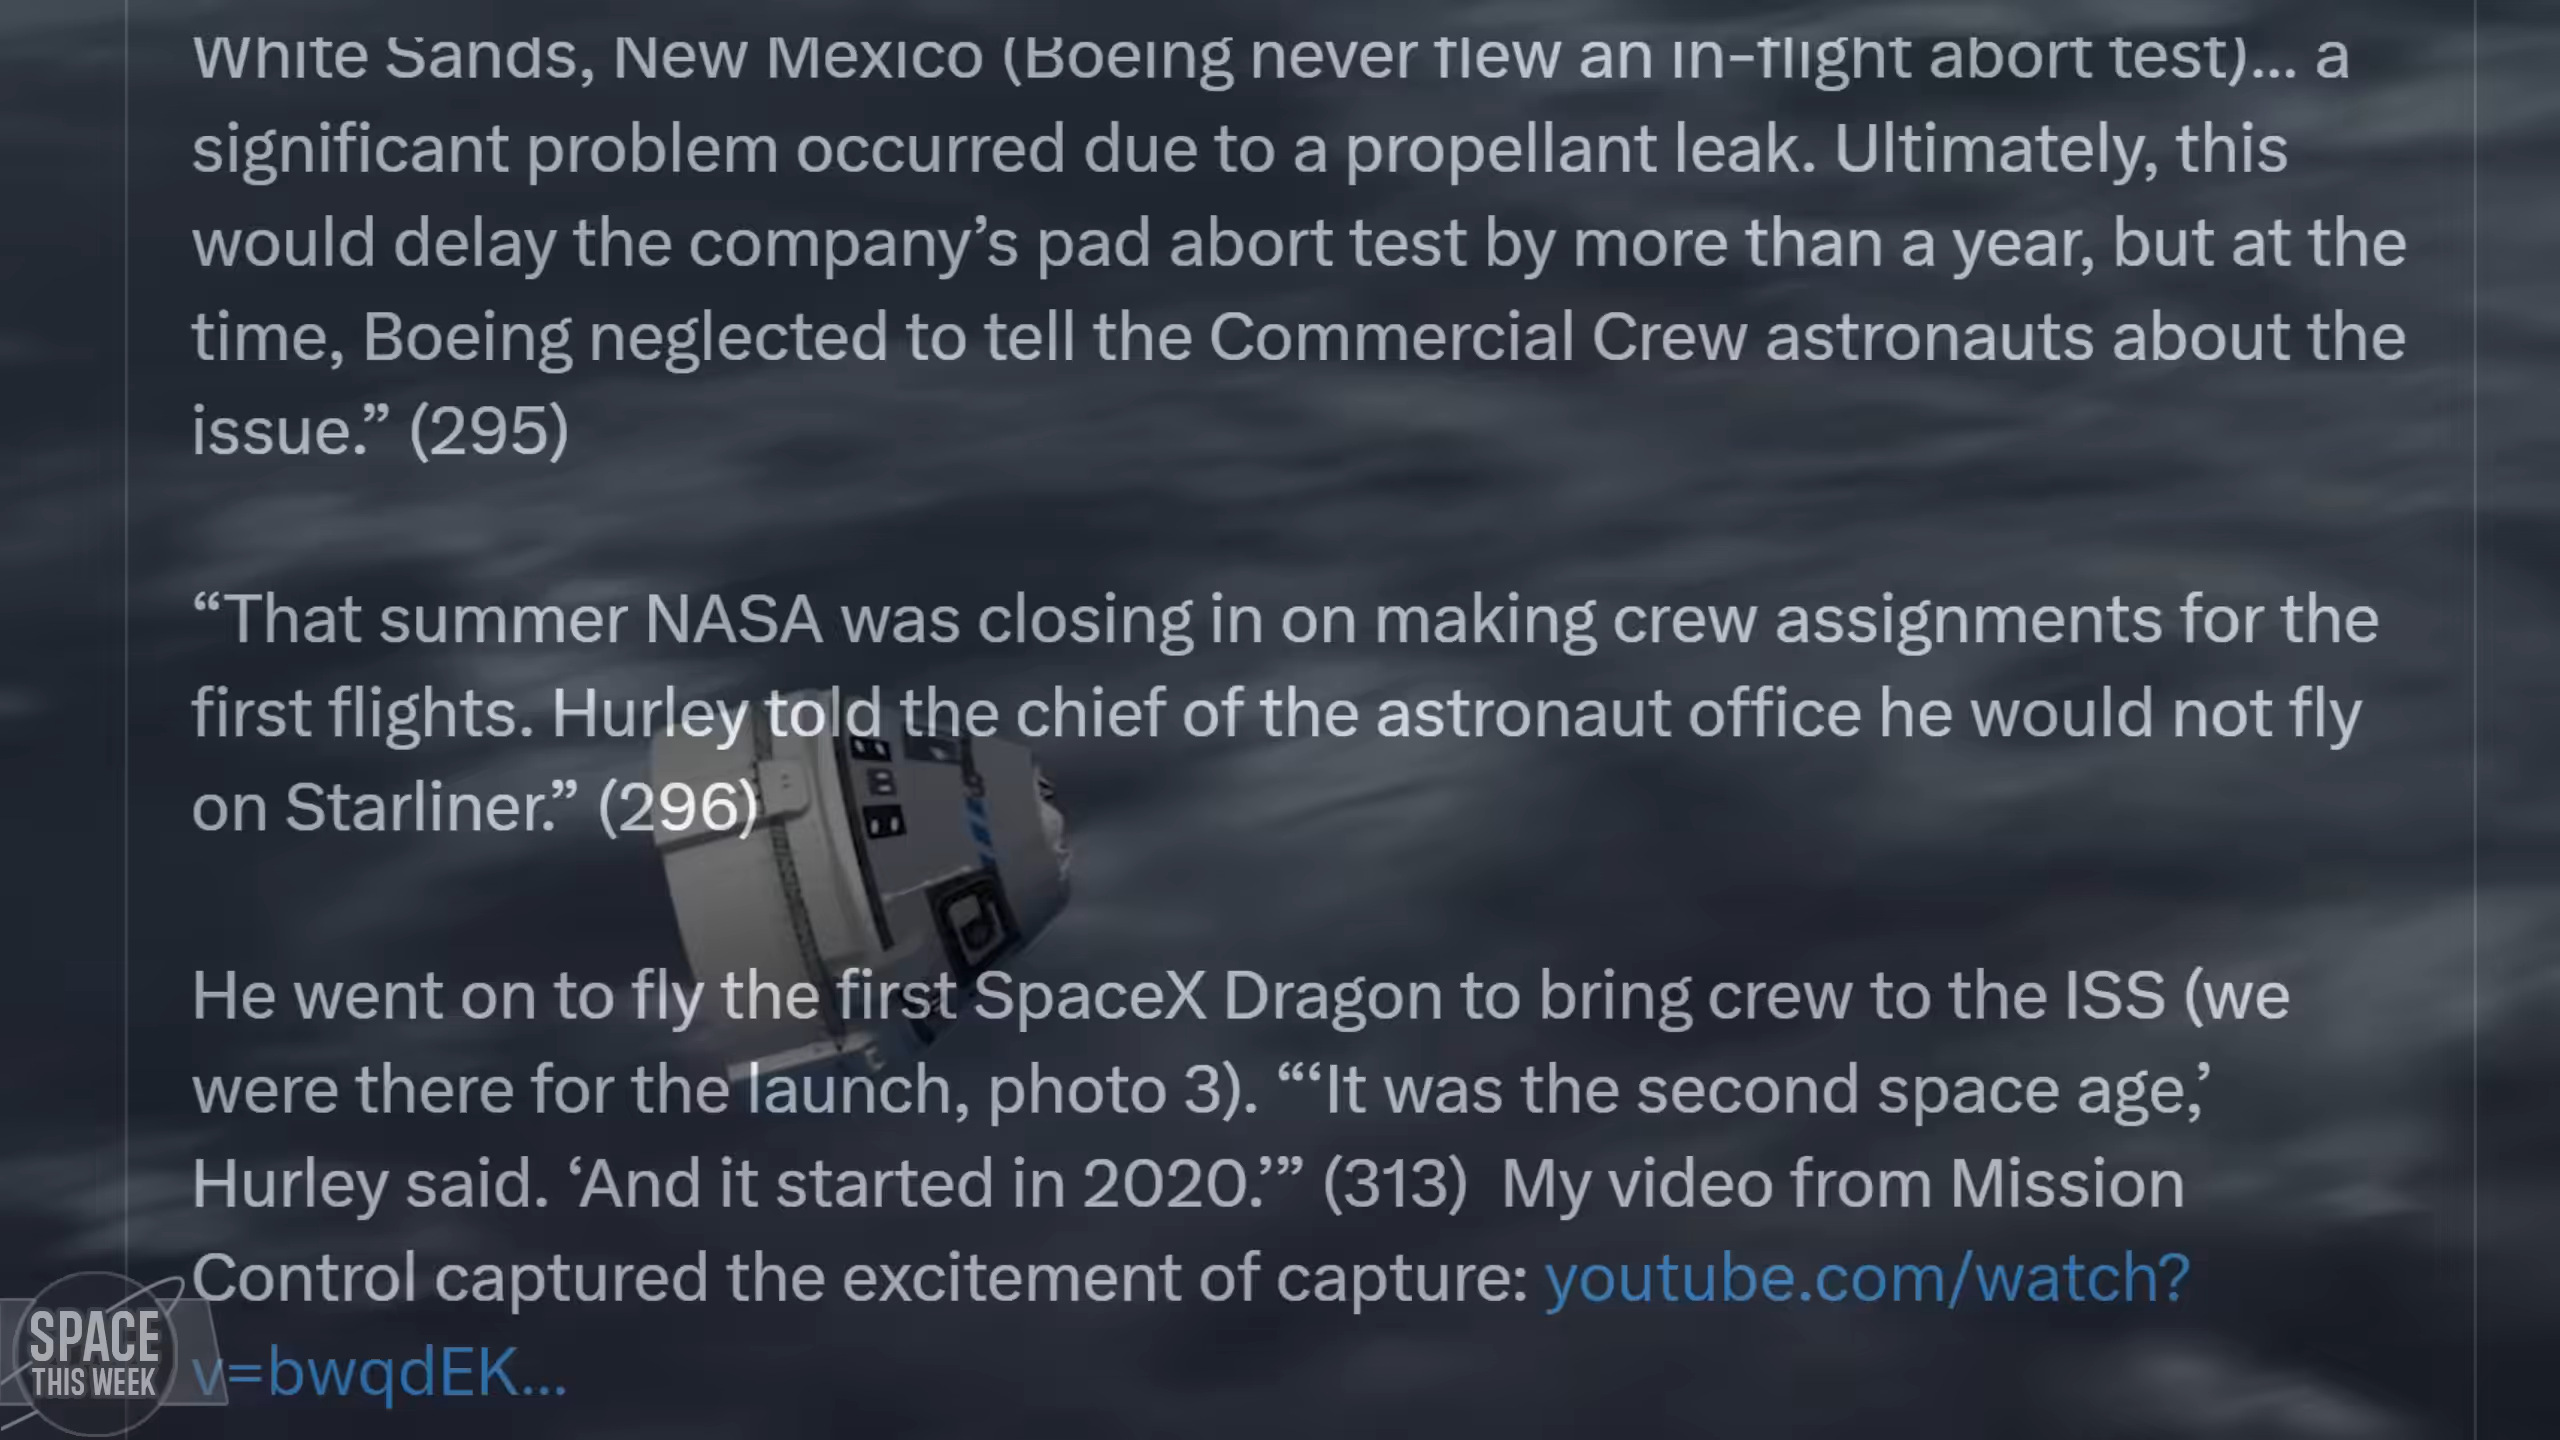 White Sands, New Mexico (Boeing never flew an in-flight abort test)... a
significant problem occurred due to a propellant leak. Ultimately, this
would delay the company’s pad abort test by more than a year, but at the
time, Boeing neglected to tell the Commercial Crew astronauts about the
issue.” (295)
“That summer NASA was closing in on making crew assignments for the
first flights. Hurley told the chief of the astronaut office he would not fly
on Starliner.” (296)
He went on to fly the first SpaceX Dragon to bring crew to the ISS (we
were there for the launch, photo 3). “‘It was the second space age,’
Hurley said. ‘And it started in 2020.’” (313)  My video from Mission
Control captured the excitement of capture: youtube.com/watch?
v=bwqdEK...
SPACE
THIS WEEK